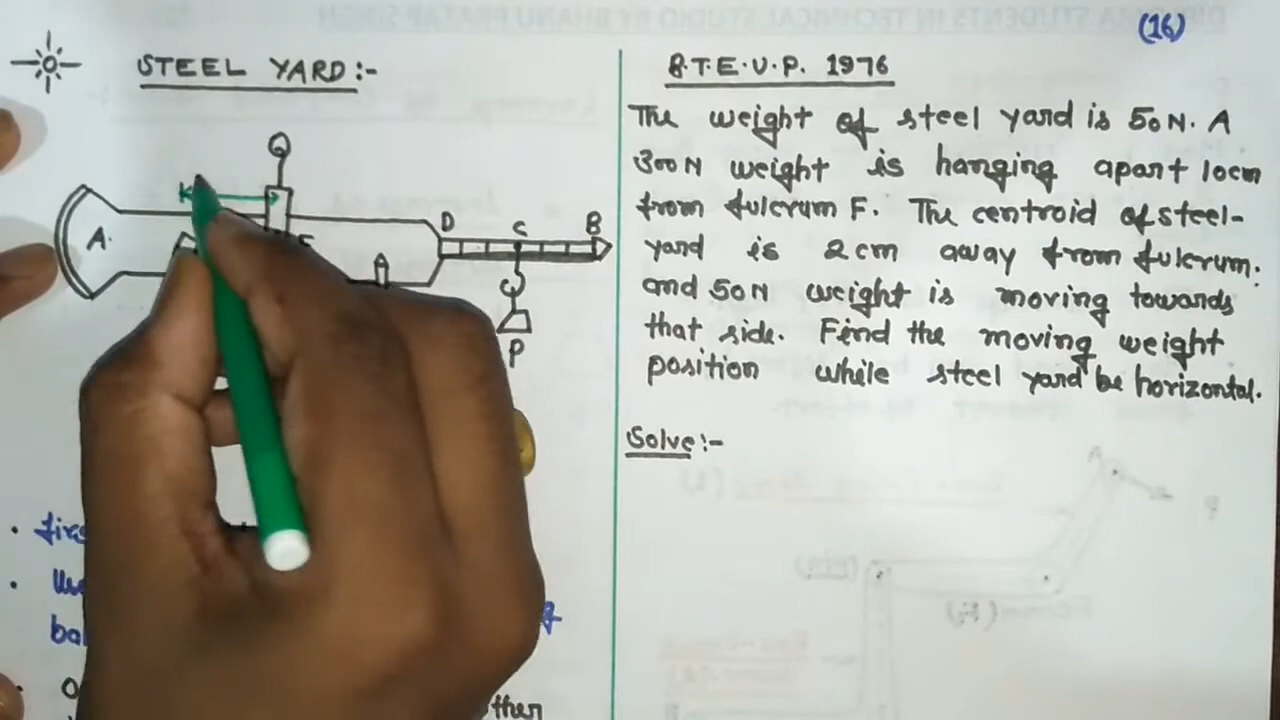 (16)
STEEL YARD:-
Q
A.
D
C
B
P
first
ther
B.T.E.U.P. 1976
The weight of steel yard is 50N. A
300N weight is hanging apart 10cm
from fulcrum F. The centroid of steel-
yard is 2cm away from fulcrum.
and 50N weight is moving towards
that side. Find the moving weight
position while steel yard be horizontal.
Solve:-